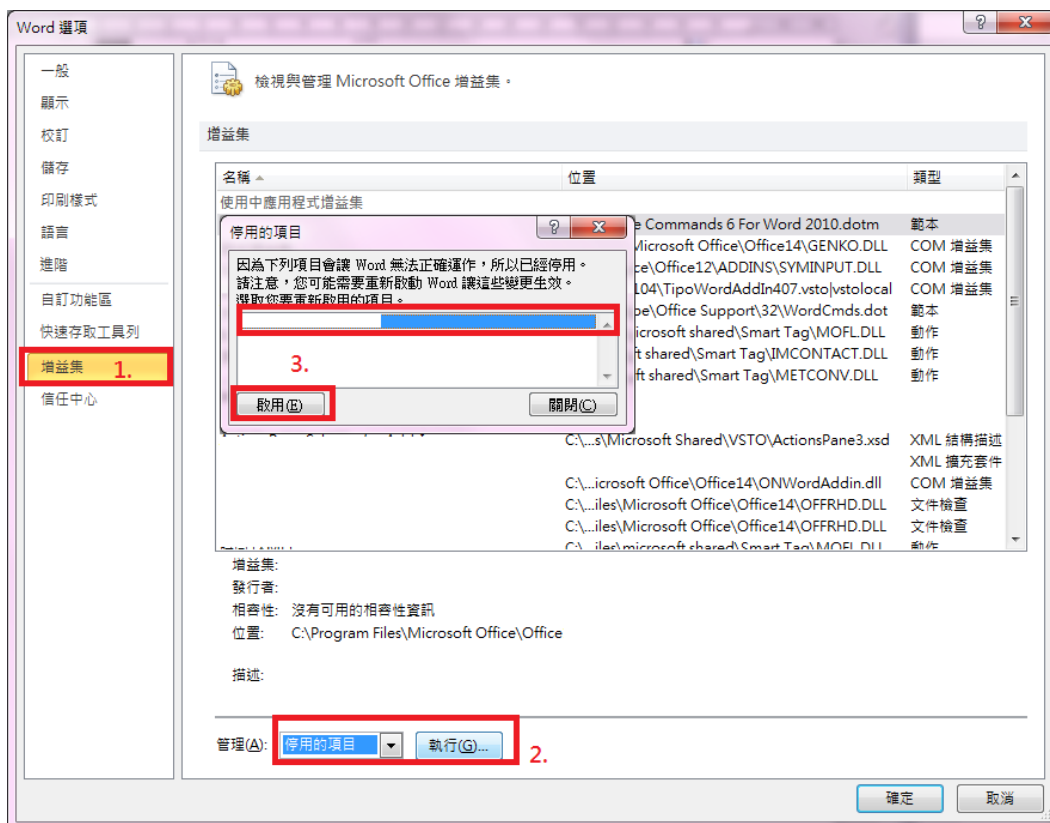 Word 選項
一般
顯示
校訂
儲存
印刷樣式
語言
進階
自訂功能區
快速存取工具列
增益集 1.
信任中心
檢視與管理 Microsoft Office 增益集。
增益集
名稱 位置 類型
使用中應用程式增益集
e Commands 6 For Word 2010.dotm 範本
Microsoft Office\Office14\GENKO.DLL COM 增益集
ce\Office12\ADDINS\SYMINPUT.DLL COM 增益集
104\TipoWordAddIn407.vsto|vstolocal COM 增益集
be\Office Support\32\WordCmds.dot 範本
icrosoft shared\Smart Tag\MOFL.DLL 動作
ft shared\Smart Tag\IMCONTACT.DLL 動作
ft shared\Smart Tag\METCONV.DLL 動作
C:\...s\Microsoft Shared\VSTO\ActionsPane3.xsd XML 結構描述
XML 擴充套件
C:\...icrosoft Office\Office14\ONWordAddin.dll COM 增益集
C:\...iles\Microsoft Office\Office14\OFFRHD.DLL 文件檢查
C:\...iles\Microsoft Office\Office14\OFFRHD.DLL 文件檢查
C:\...iles\microsoft shared\Smart Tag\MOFL.DLL 動作
停用的項目
因為下列項目會讓 Word 無法正確運作，所以已經停用。
請注意，您可能需要重新啟動 Word 讓這些變更生效。
選取您要重新啟用的項目。
3.
啟用(E) 關閉(C)
增益集:
發行者:
相容性: 沒有可用的相容性資訊
位置: C:\Program Files\Microsoft Office\Office
描述:
管理(A): 停用的項目 執行(G)... 2.
確定 取消